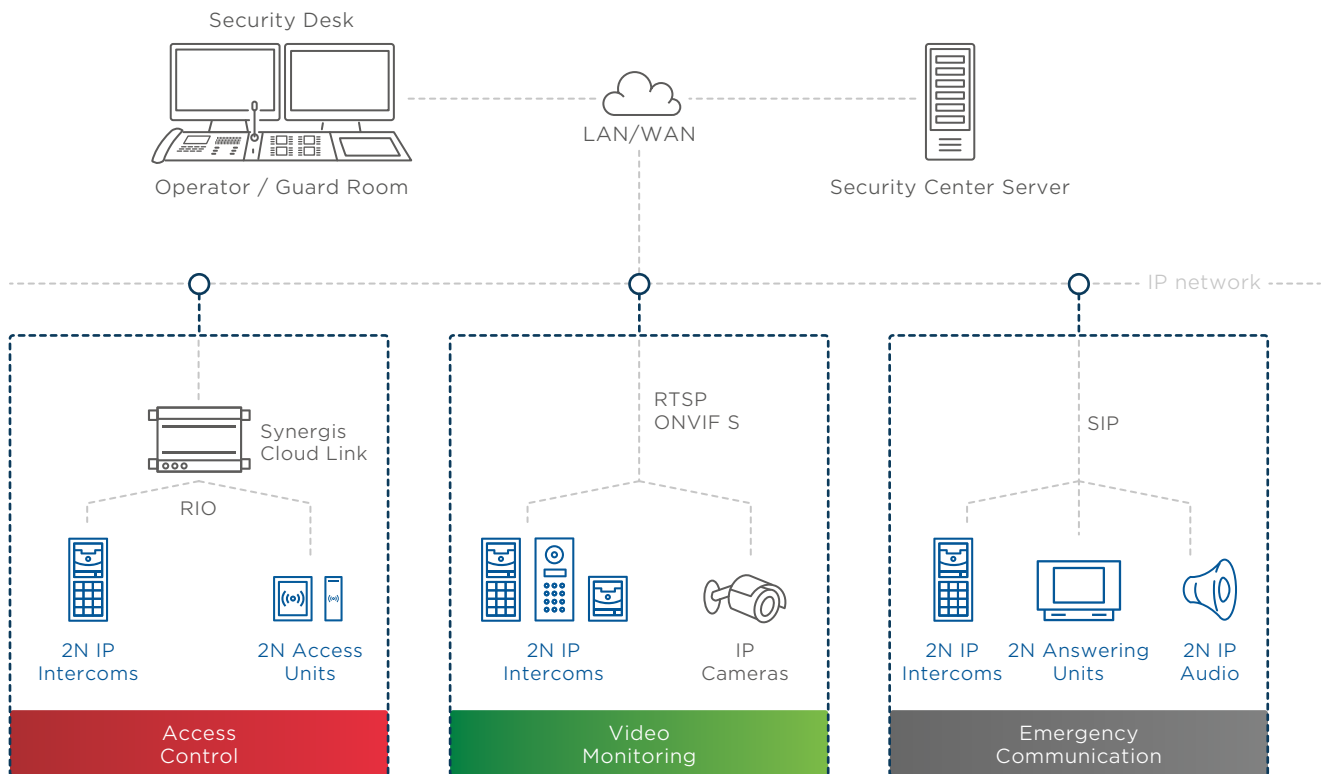 Security Desk
LAN/WAN
Operator / Guard Room
Security Center Server
IP network
Synergis
Cloud Link
RIO
2N IP
Intercoms
2N Access
Units
Access
Control
RTSP
ONVIF S
2N IP
Intercoms
IP
Cameras
Video
Monitoring
SIP
2N IP
Intercoms
2N Answering
Units
2N IP
Audio
Emergency
Communication